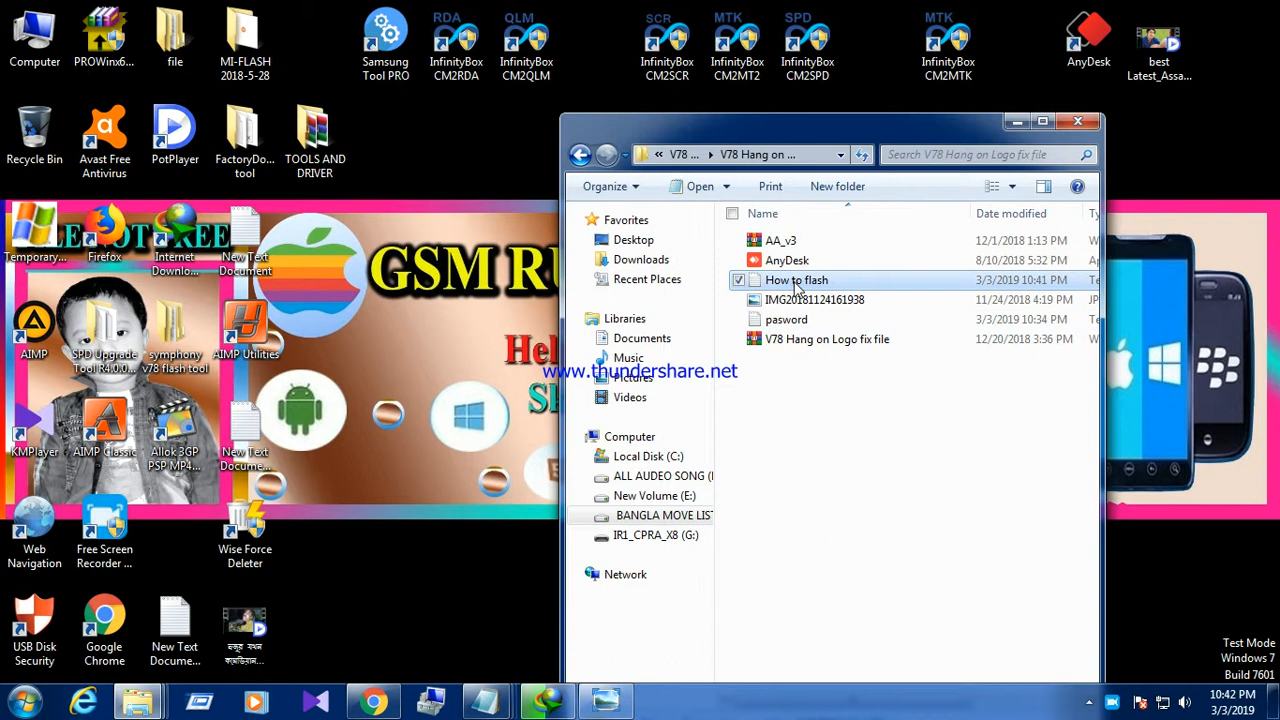 Computer
PROWinx6...
file
MI-FLASH
2018-5-28
Samsung
Tool PRO
RDA
InfinityBox
CM2RDA
QLM
InfinityBox
CM2QLM
SCR
InfinityBox
CM2SCR
MTK
InfinityBox
CM2MT2
SPD
InfinityBox
CM2SPD
MTK
InfinityBox
CM2MTK
AnyDesk
best
Latest_Assa...
Recycle Bin
Avast Free
Antivirus
PotPlayer
FactoryDo...
tool
TOOLS AND
DRIVER
V78 ...
V78 Hang on ...
Search V78 Hang on Logo fix file
Organize
Open
Print
New folder
Favorites
Desktop
Downloads
Recent Places
Libraries
Documents
Music
Pictures
Videos
Computer
Local Disk (C:)
ALL AUDEO SONG (
New Volume (E:)
BANGLA MOVE LIST
IR1_CPRA_X8 (G:)
Network
Name
Date modified
Ty
AA_v3
12/1/2018 1:13 PM
W
AnyDesk
8/10/2018 5:32 PM
Ap
How to flash
3/3/2019 10:41 PM
Te
IMG20181124161938
11/24/2018 4:19 PM
JP
pasword
3/3/2019 10:34 PM
Te
V78 Hang on Logo fix file
12/20/2018 3:36 PM
W
www.thundershare.net
GSM RU
Temporary...
Firefox
Internet
Downlo...
New Text
Document
AIMP
SPD Upgrade
Tool R4.0.0...
symphony
v78 flash tool
AIMP Utilities
KMPlayer
AIMP Classic
Allok 3GP
PSP MP4...
New Text
Docume...
Web
Navigation
Free Screen
Recorder ...
Wise Force
Deleter
USB Disk
Security
Google
Chrome
New Text
Docume...
হুজুর যখন
কমেডিয়ান...
Test Mode
Windows 7
Build 7601
10:42 PM
3/3/2019